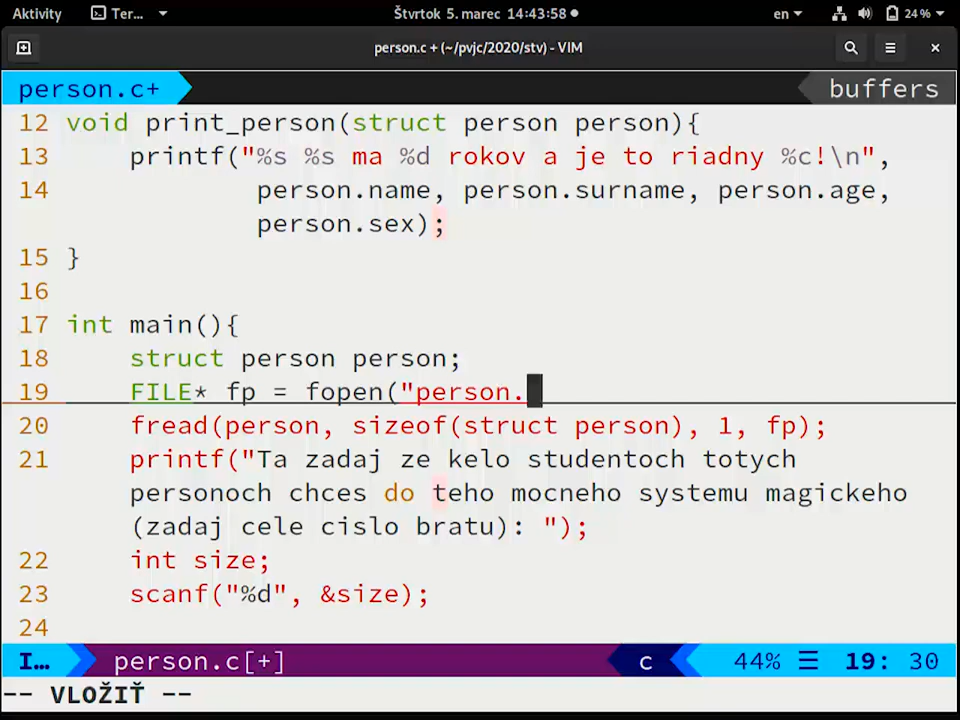 Aktivity Ter... Štvrtok 5. marec 14:43:58 en 24%
person.c + (~/pvjc/2020/stv) - VIM
person.c+ buffers
12 void print_person(struct person person){
13 printf("%s %s ma %d rokov a je to riadny %c!\n",
14 person.name, person.surname, person.age,
person.sex);
15 }
16
17 int main(){
18 struct person person;
19 FILE* fp = fopen("person.
20 fread(person, sizeof(struct person), 1, fp);
21 printf("Ta zadaj ze kelo studentoch totych
personoch chces do teho mocneho systemu magickeho
(zadaj cele cislo bratu): ");
22 int size;
23 scanf("%d", &size);
24
I... person.c[+] c 44% ☰ 19: 30
-- VLOŽIŤ --